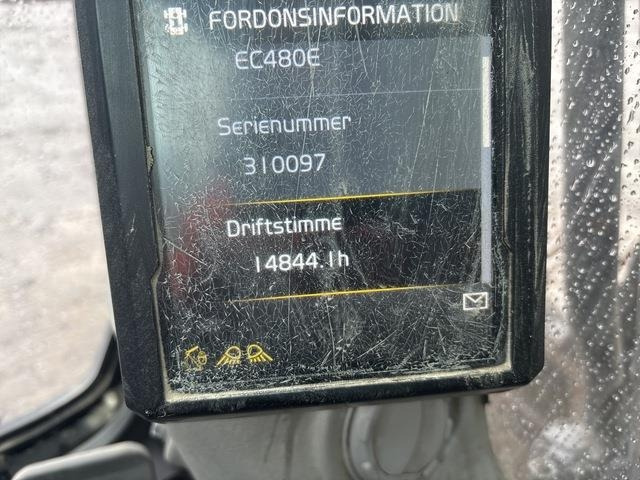 FORDONSINFORMATION
EC480E
Serienummer
310097
Driftstimme
14844.1h